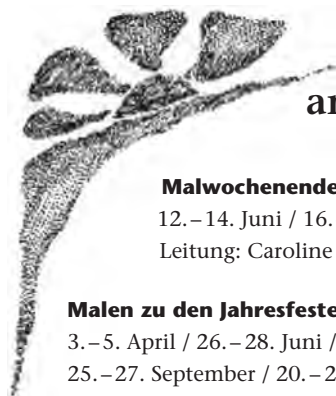 Malwochenende
12.–14. Juni / 16.
Leitung: Caroline
Malen zu den Jahresfeste
3.–5. April / 26.–28. Juni /
25.–27. September / 20.–2